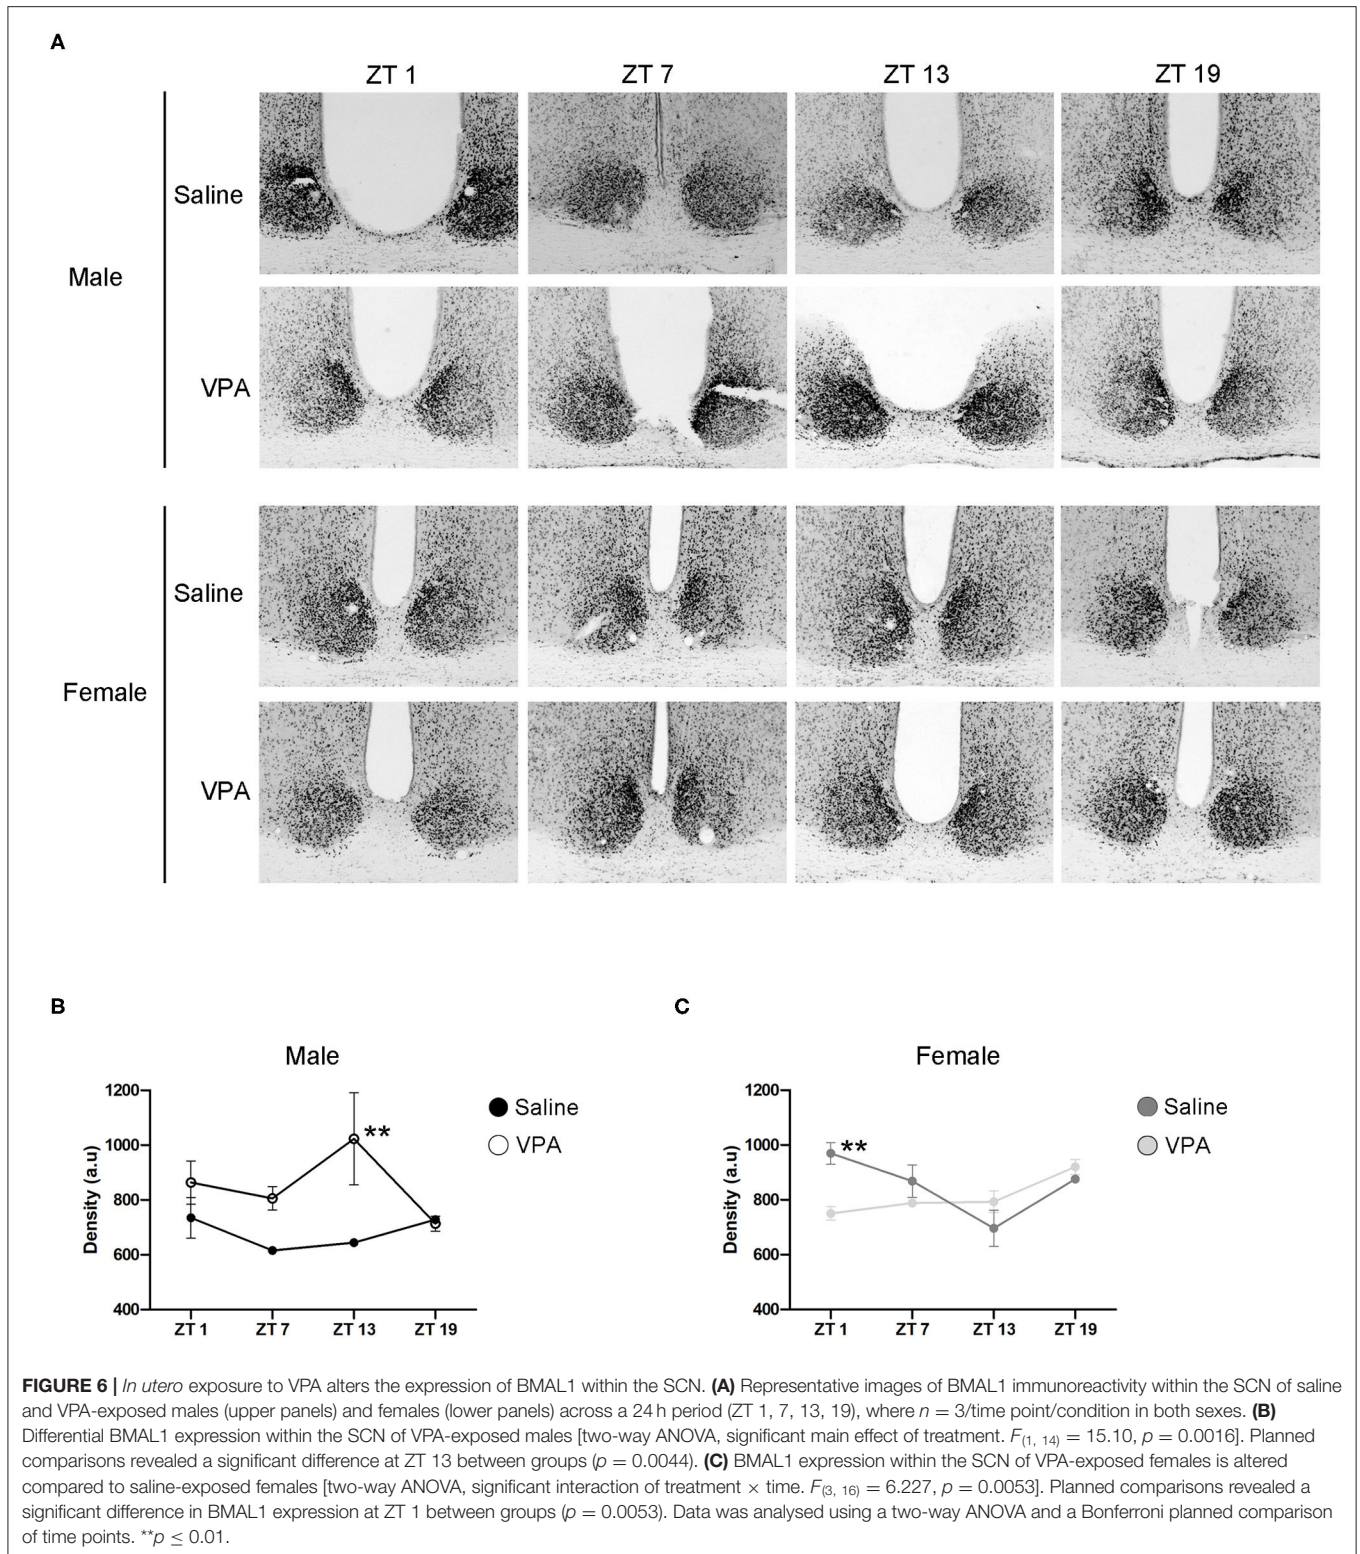 A
ZT 1 ZT 7 ZT 13 ZT 19
Saline
Male
VPA
Saline
Female
VPA
B
Male
1200
1000
800
600
400
Density (a.u)
**
ZT 1 ZT 7 ZT 13 ZT 19
Saline
VPA
C
Female
1200
1000
800
600
400
Density (a.u)
**
ZT 1 ZT 7 ZT 13 ZT 19
Saline
VPA
FIGURE 6 | In utero exposure to VPA alters the expression of BMAL1 within the SCN. (A) Representative images of BMAL1 immunoreactivity within the SCN of saline
and VPA-exposed males (upper panels) and females (lower panels) across a 24 h period (ZT 1, 7, 13, 19), where n = 3/time point/condition in both sexes. (B)
Differential BMAL1 expression within the SCN of VPA-exposed males [two-way ANOVA, significant main effect of treatment. F(1, 14) = 15.10, p = 0.0016]. Planned
comparisons revealed a significant difference at ZT 13 between groups (p = 0.0044). (C) BMAL1 expression within the SCN of VPA-exposed females is altered
compared to saline-exposed females [two-way ANOVA, significant interaction of treatment × time. F(3, 16) = 6.227, p = 0.0053]. Planned comparisons revealed a
significant difference in BMAL1 expression at ZT 1 between groups (p = 0.0053). Data was analysed using a two-way ANOVA and a Bonferroni planned comparison
of time points. **p ≤ 0.01.